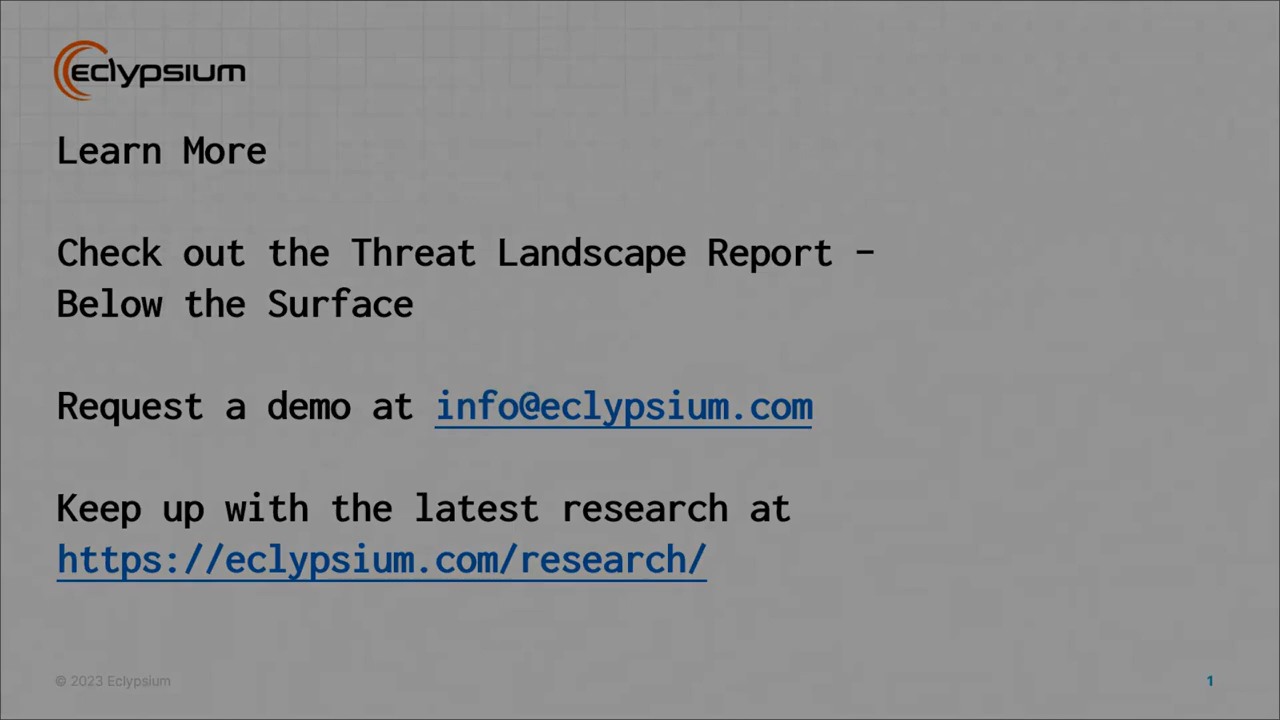 Eclypsium
Learn More
Check out the Threat Landscape Report –
Below the Surface
Request a demo at info@eclypsium.com
Keep up with the latest research at
https://eclypsium.com/research/
© 2023 Eclypsium
1